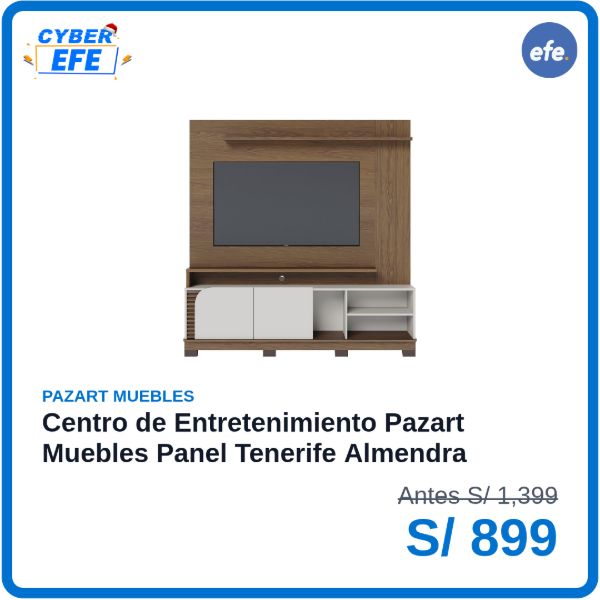 CYBER
EFE
efe.
PAZART MUEBLES
Centro de Entretenimiento Pazart
Muebles Panel Tenerife Almendra
Antes S/ 1,399
S/ 899